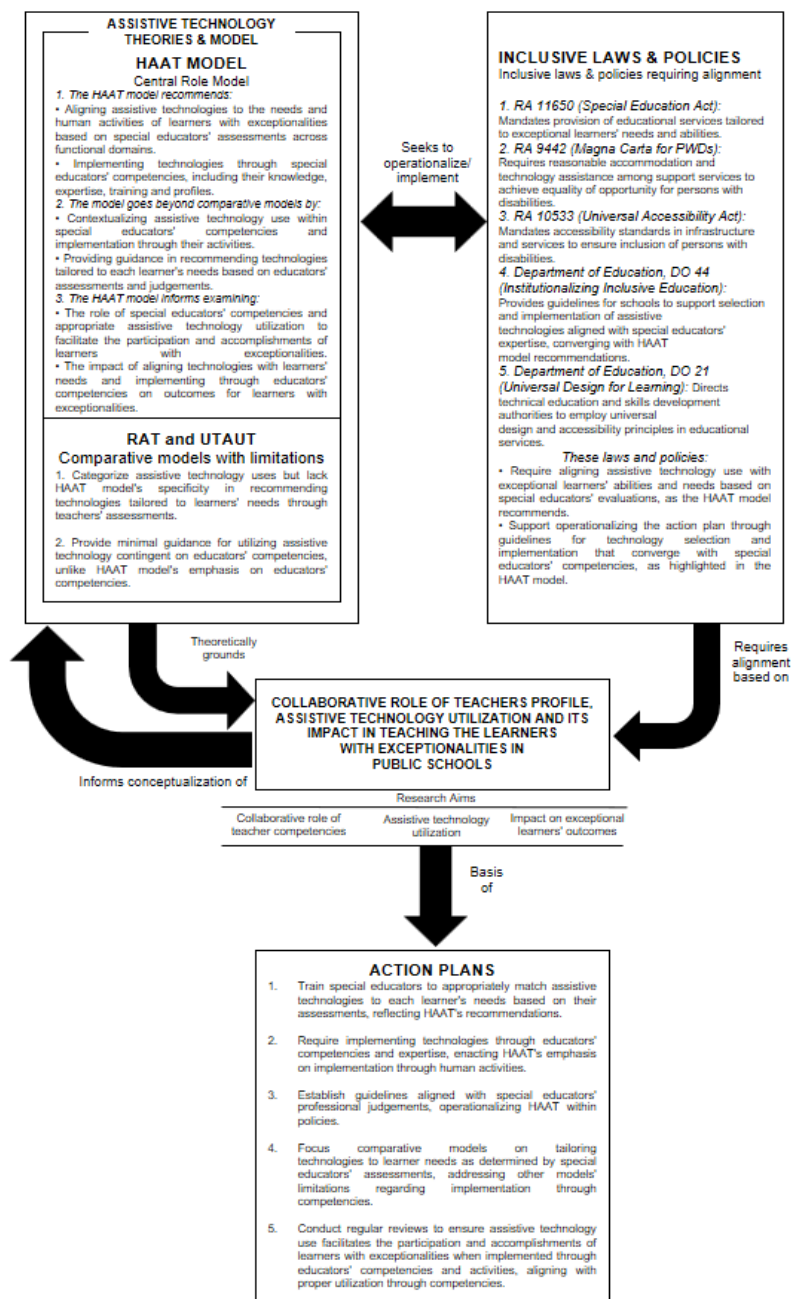 ASSISTIVE TECHNOLOGY
THEORIES & MODEL
HAAT MODEL
Central Role Model
1. The HAAT model recommends:
• Aligning assistive technologies to the needs and
human activities of learners with exceptionalities
based on special educators' assessments across
functional domains.
• Implementing technologies through special
educators' competencies, including their knowledge,
expertise, training and profiles.
2. The model goes beyond comparative models by:
• Contextualizing assistive technology use within
special educators' competencies and
implementation through their activities.
• Providing guidance in recommending technologies
tailored to each learner's needs based on educators'
assessments and judgements.
3. The HAAT model informs examining:
• The role of special educators' competencies and
appropriate assistive technology utilization to
facilitate the participation and accomplishments of
learners with exceptionalities.
• The impact of aligning technologies with learners'
needs and implementing through educators'
competencies on outcomes for learners with
exceptionalities.
RAT and UTAUT
Comparative models with limitations
1. Categorize assistive technology uses but lack
HAAT model's specificity in recommending
technologies tailored to learners' needs through
teachers' assessments.
2. Provide minimal guidance for utilizing assistive
technology contingent on educators' competencies,
unlike HAAT model's emphasis on educators'
competencies.
Seeks to
operationalize/
implement
INCLUSIVE LAWS & POLICIES
Inclusive laws & policies requiring alignment
1. RA 11650 (Special Education Act):
Mandates provision of educational services tailored
to exceptional learners' needs and abilities.
2. RA 9442 (Magna Carta for PWDs):
Requires reasonable accommodation and
technology assistance among support services to
achieve equality of opportunity for persons with
disabilities.
3. RA 10533 (Universal Accessibility Act):
Mandates accessibility standards in infrastructure
and services to ensure inclusion of persons with
disabilities.
4. Department of Education, DO 44
(Institutionalizing Inclusive Education):
Provides guidelines for schools to support selection
and implementation of assistive
technologies aligned with special educators'
expertise, converging with HAAT
model recommendations.
5. Department of Education, DO 21
(Universal Design for Learning): Directs
technical education and skills development
authorities to employ universal
design and accessibility principles in educational
services.
These laws and policies:
• Require aligning assistive technology use with
exceptional learners' abilities and needs based on
special educators' evaluations, as the HAAT model
recommends.
• Support operationalizing the action plan through
guidelines for technology selection and
implementation that converge with special
educators' competencies, as highlighted in the
HAAT model.
Theoretically
grounds
Requires
alignment
based on
Informs conceptualization of
COLLABORATIVE ROLE OF TEACHERS PROFILE,
ASSISTIVE TECHNOLOGY UTILIZATION AND ITS
IMPACT IN TEACHING THE LEARNERS
WITH EXCEPTIONALITIES IN
PUBLIC SCHOOLS
Research Aims
Collaborative role of
teacher competencies
Assistive technology
utilization
Impact on exceptional
learners' outcomes
Basis
of
ACTION PLANS
1. Train special educators to appropriately match assistive
technologies to each learner's needs based on their
assessments, reflecting HAAT's recommendations.
2. Require implementing technologies through educators'
competencies and expertise, enacting HAAT's emphasis
on implementation through human activities.
3. Establish guidelines aligned with special educators'
professional judgements, operationalizing HAAT within
policies.
4. Focus comparative models on tailoring
technologies to learner needs as determined by special
educators' assessments, addressing other models'
limitations regarding implementation through
competencies.
5. Conduct regular reviews to ensure assistive technology
use facilitates the participation and accomplishments of
learners with exceptionalities when implemented through
educators' competencies and activities, aligning with
proper utilization through competencies.